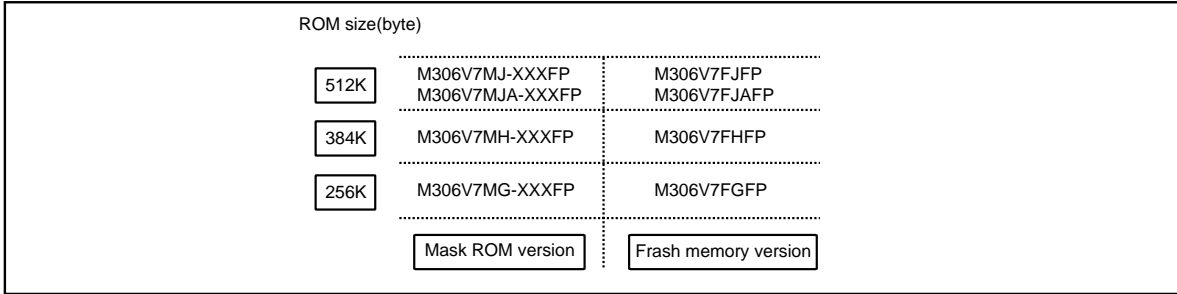 ROM size(byte)
512K
M306V7MJ-XXXFP
M306V7MJA-XXXFP
M306V7FJFP
M306V7FJAFP
384K
M306V7MH-XXXFP
M306V7FHFP
256K
M306V7MG-XXXFP
M306V7FGFP
Mask ROM version
Frash memory version